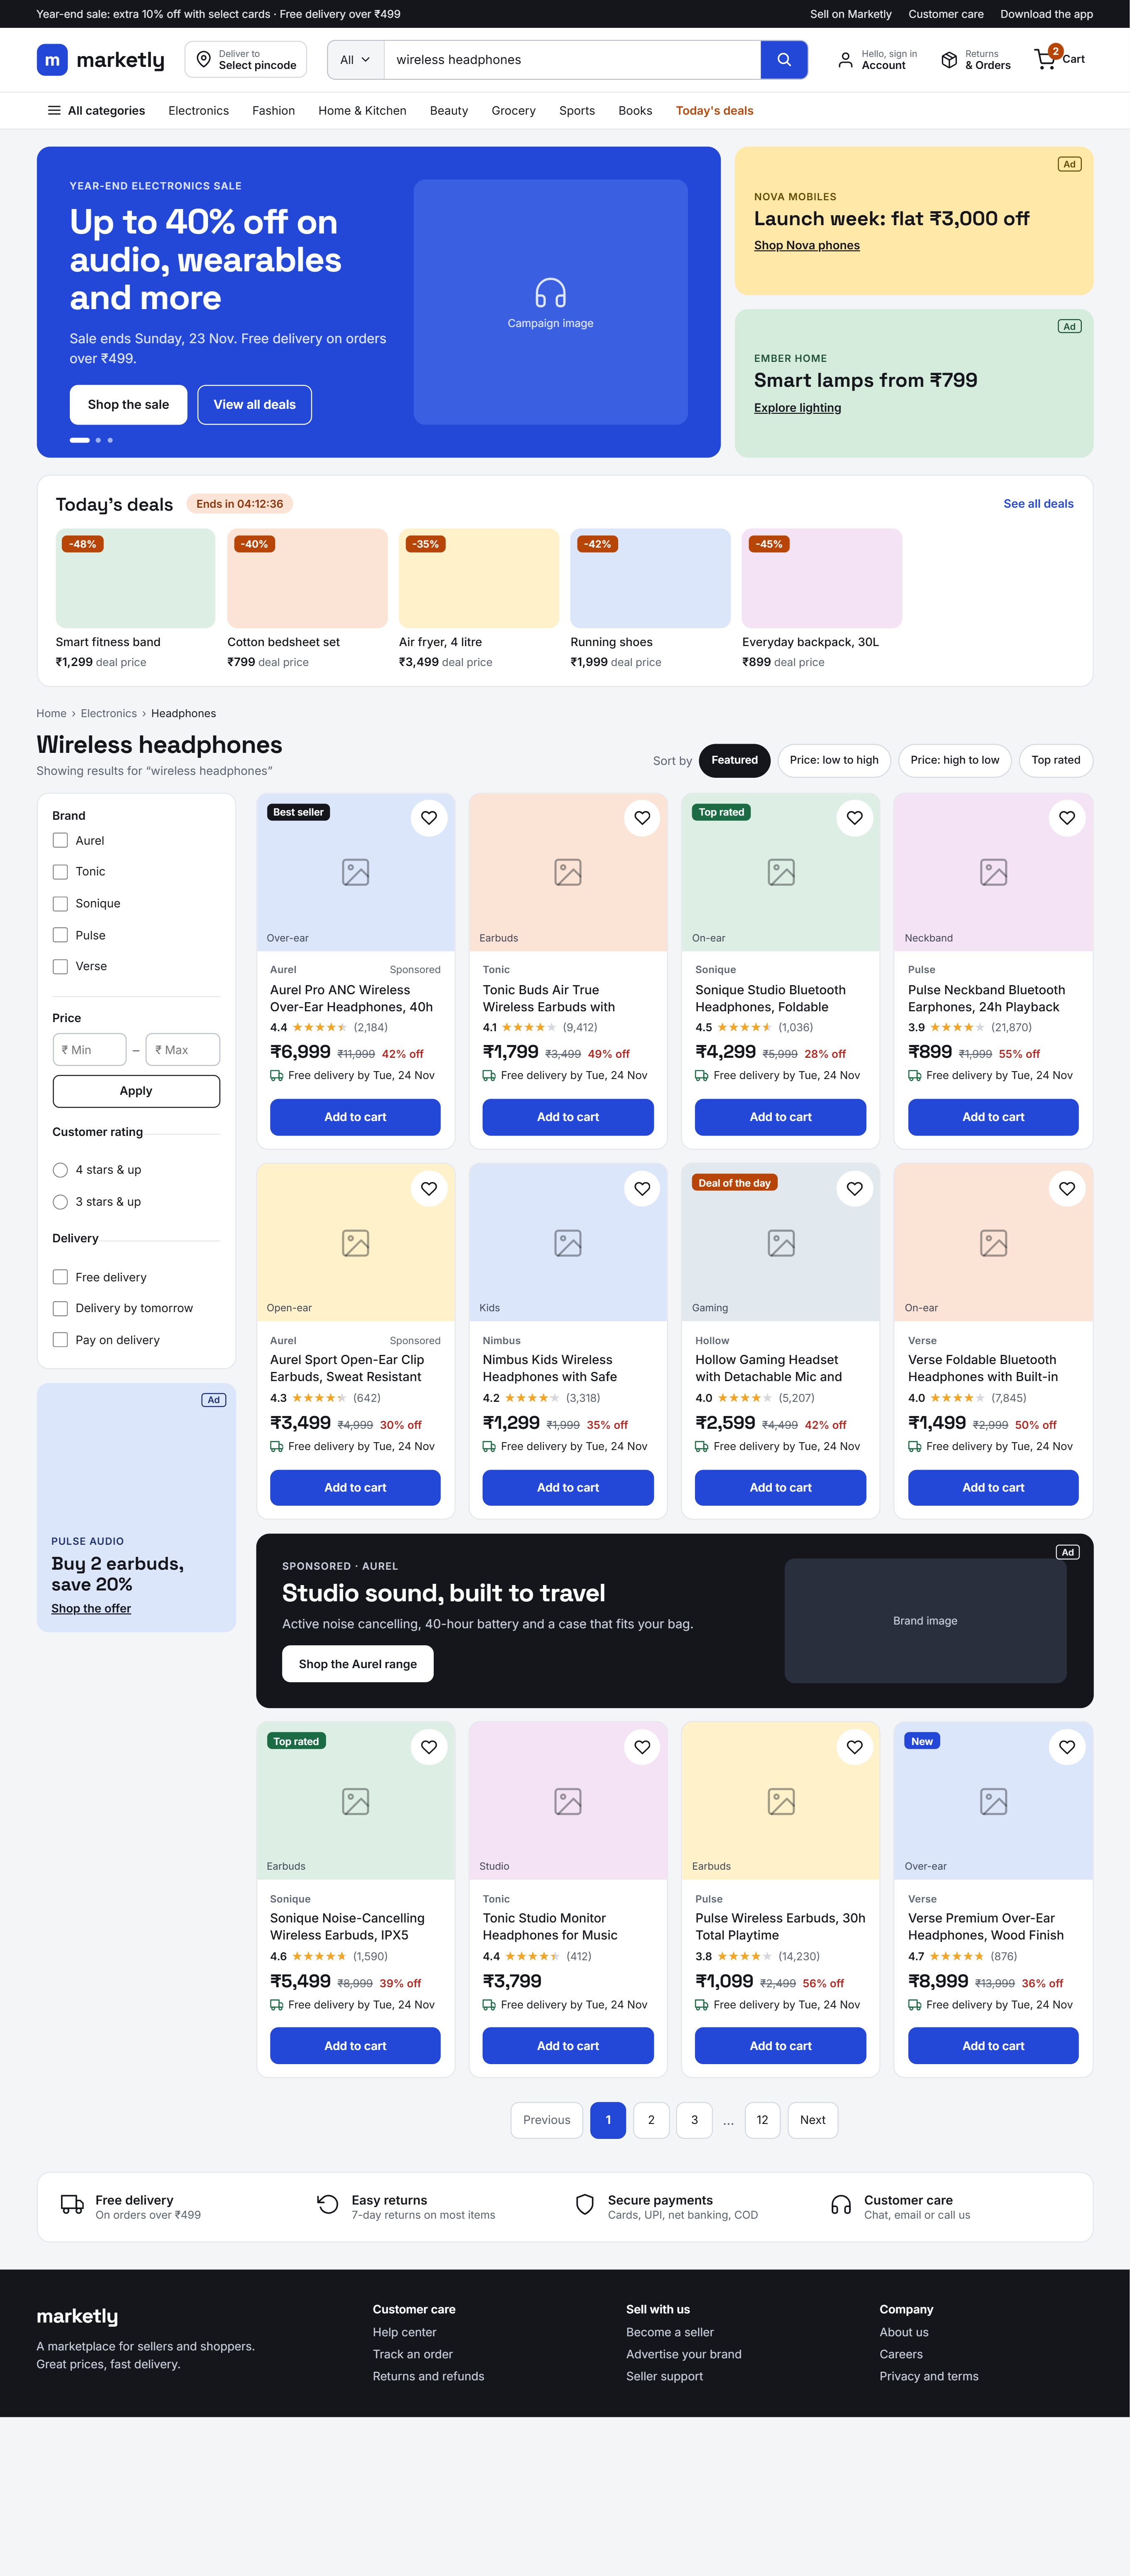 Year-end sale: extra 10% off with select cards · Free delivery over ₹499
Sell on Marketly
Customer care
Download the app
m
marketly
Deliver to
Select pincode
All
wireless headphones
Hello, sign in
Account
Returns
& Orders
2
Cart
All categories
Electronics
Fashion
Home & Kitchen
Beauty
Grocery
Sports
Books
Today's deals
YEAR-END ELECTRONICS SALE
Up to 40% off on
audio, wearables
and more
Sale ends Sunday, 23 Nov. Free delivery on orders
over ₹499.
Shop the sale
View all deals
Campaign image
Ad
NOVA MOBILES
Launch week: flat ₹3,000 off
Shop Nova phones
Ad
EMBER HOME
Smart lamps from ₹799
Explore lighting
Today's deals
Ends in 04:12:36
See all deals
-48%
Smart fitness band
₹1,299 deal price
-40%
Cotton bedsheet set
₹799 deal price
-35%
Air fryer, 4 litre
₹3,499 deal price
-42%
Running shoes
₹1,999 deal price
-45%
Everyday backpack, 30L
₹899 deal price
Home › Electronics › Headphones
Wireless headphones
Showing results for “wireless headphones”
Sort by
Featured
Price: low to high
Price: high to low
Top rated
Brand
Aurel
Tonic
Sonique
Pulse
Verse
Price
₹ Min
–
₹ Max
Apply
Customer rating
4 stars & up
3 stars & up
Delivery
Free delivery
Delivery by tomorrow
Pay on delivery
Ad
PULSE AUDIO
Buy 2 earbuds,
save 20%
Shop the offer
Best seller
Over-ear
Aurel
Sponsored
Aurel Pro ANC Wireless
Over-Ear Headphones, 40h
4.4 ★★★★★ (2,184)
₹6,999 ₹11,999 42% off
Free delivery by Tue, 24 Nov
Add to cart
Earbuds
Tonic
Tonic Buds Air True
Wireless Earbuds with
4.1 ★★★★★ (9,412)
₹1,799 ₹3,499 49% off
Free delivery by Tue, 24 Nov
Add to cart
Top rated
On-ear
Sonique
Sonique Studio Bluetooth
Headphones, Foldable
4.5 ★★★★★ (1,036)
₹4,299 ₹5,999 28% off
Free delivery by Tue, 24 Nov
Add to cart
Neckband
Pulse
Pulse Neckband Bluetooth
Earphones, 24h Playback
3.9 ★★★★★ (21,870)
₹899 ₹1,999 55% off
Free delivery by Tue, 24 Nov
Add to cart
Open-ear
Aurel
Sponsored
Aurel Sport Open-Ear Clip
Earbuds, Sweat Resistant
4.3 ★★★★★ (642)
₹3,499 ₹4,999 30% off
Free delivery by Tue, 24 Nov
Add to cart
Kids
Nimbus
Nimbus Kids Wireless
Headphones with Safe
4.2 ★★★★★ (3,318)
₹1,299 ₹1,999 35% off
Free delivery by Tue, 24 Nov
Add to cart
Deal of the day
Gaming
Hollow
Hollow Gaming Headset
with Detachable Mic and
4.0 ★★★★★ (5,207)
₹2,599 ₹4,499 42% off
Free delivery by Tue, 24 Nov
Add to cart
On-ear
Verse
Verse Foldable Bluetooth
Headphones with Built-in
4.0 ★★★★★ (7,845)
₹1,499 ₹2,999 50% off
Free delivery by Tue, 24 Nov
Add to cart
Ad
SPONSORED · AUREL
Studio sound, built to travel
Active noise cancelling, 40-hour battery and a case that fits your bag.
Shop the Aurel range
Brand image
Top rated
Earbuds
Sonique
Sonique Noise-Cancelling
Wireless Earbuds, IPX5
4.6 ★★★★★ (1,590)
₹5,499 ₹8,999 39% off
Free delivery by Tue, 24 Nov
Add to cart
Studio
Tonic
Tonic Studio Monitor
Headphones for Music
4.4 ★★★★★ (412)
₹3,799
Free delivery by Tue, 24 Nov
Add to cart
Earbuds
Pulse
Pulse Wireless Earbuds, 30h
Total Playtime
3.8 ★★★★★ (14,230)
₹1,099 ₹2,499 56% off
Free delivery by Tue, 24 Nov
Add to cart
New
Over-ear
Verse
Verse Premium Over-Ear
Headphones, Wood Finish
4.7 ★★★★★ (876)
₹8,999 ₹13,999 36% off
Free delivery by Tue, 24 Nov
Add to cart
Previous
1
2
3
...
12
Next
Free delivery
On orders over ₹499
Easy returns
7-day returns on most items
Secure payments
Cards, UPI, net banking, COD
Customer care
Chat, email or call us
marketly
A marketplace for sellers and shoppers.
Great prices, fast delivery.
Customer care
Help center
Track an order
Returns and refunds
Sell with us
Become a seller
Advertise your brand
Seller support
Company
About us
Careers
Privacy and terms